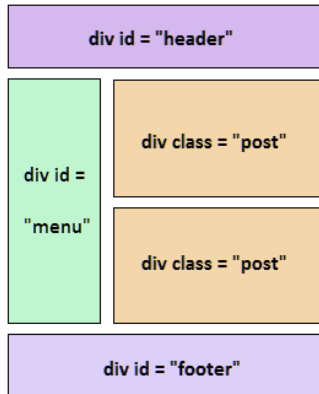 div id = "header"
div id =
"menu"
div class = "post"
div class = "post"
div id = "footer"